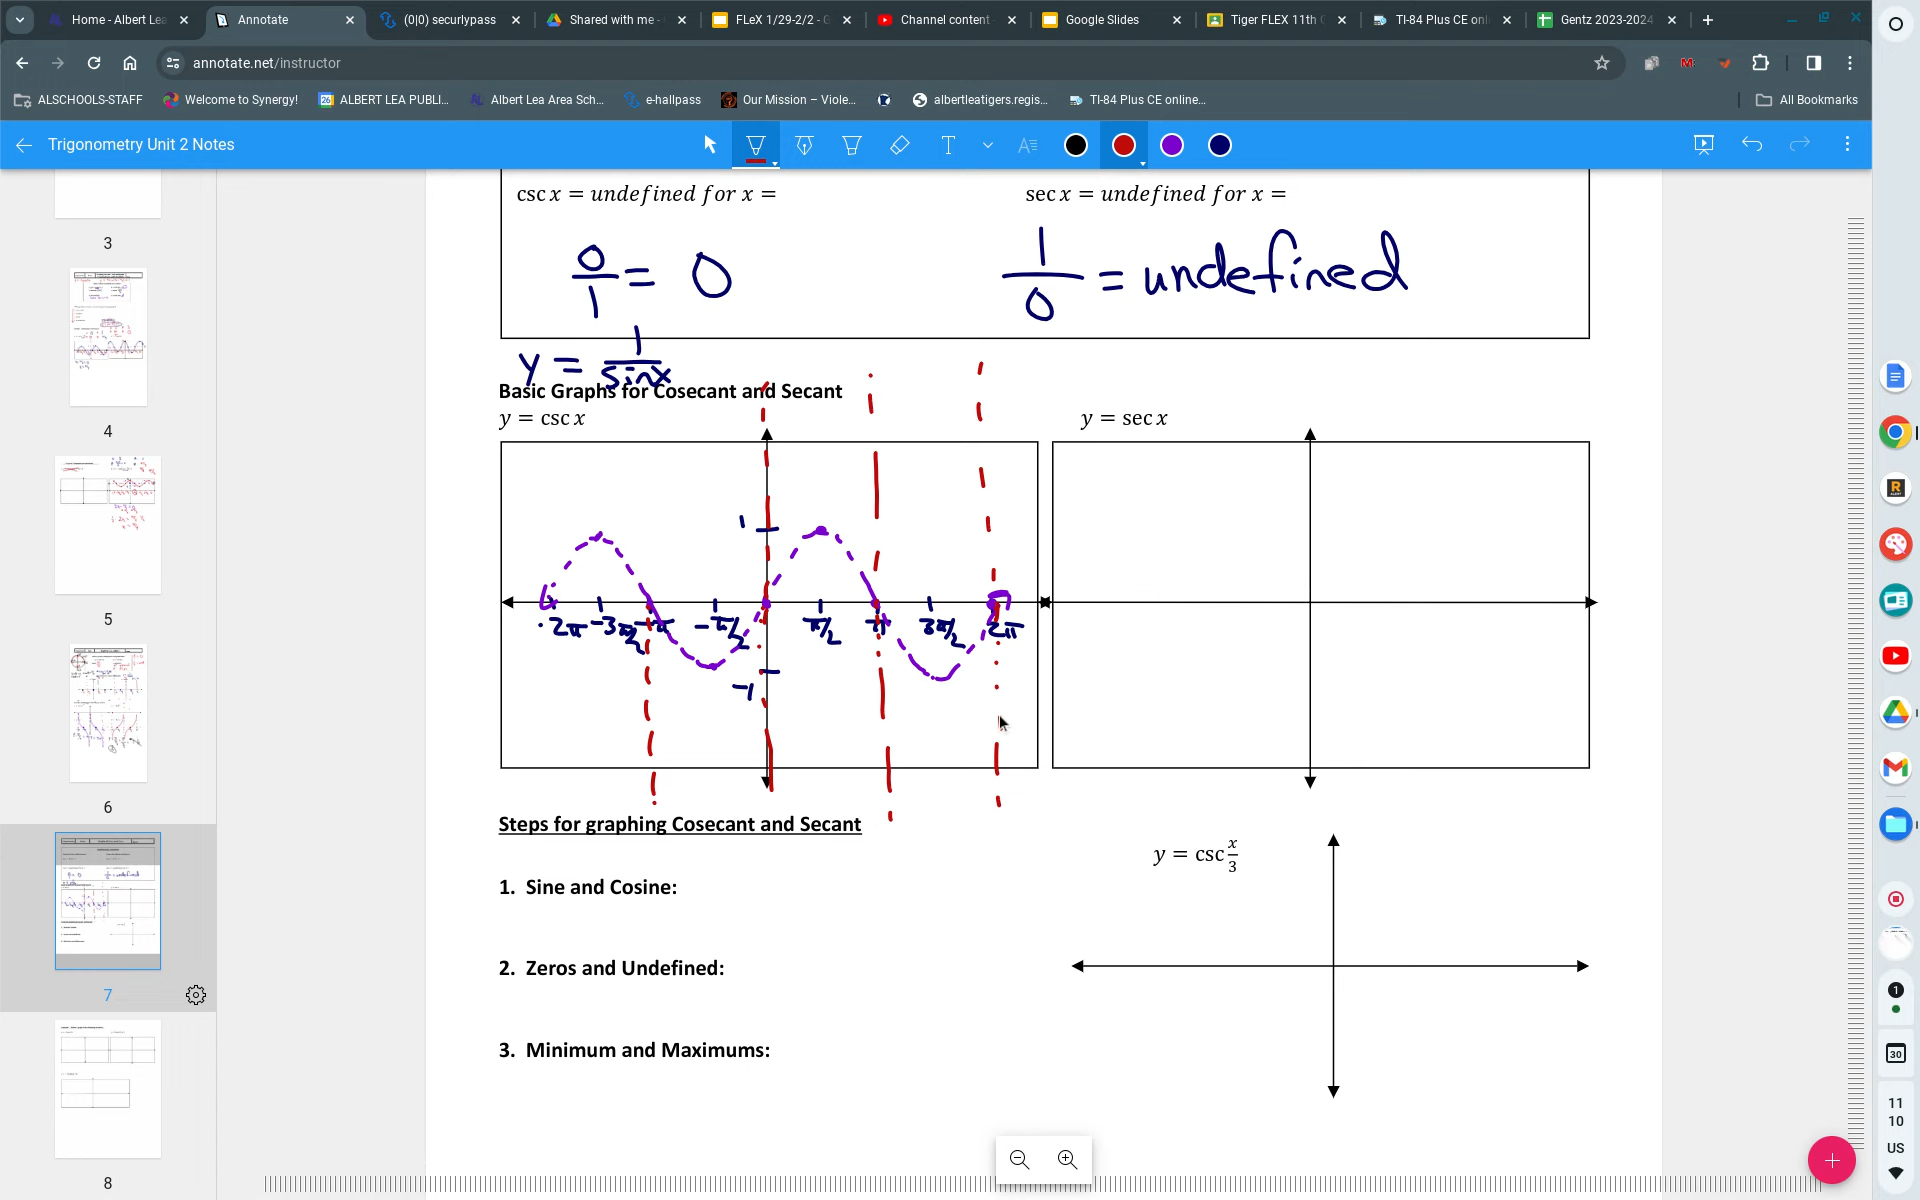 Home - Albert Lea
Annotate
(0|0) securlypass
Shared with me -
FLeX 1/29-2/2 - G
Channel content
Google Slides
Tiger FLEX 11th
TI-84 Plus CE onl
Gentz 2023-2024
annotate.net/instructor
ALSCHOOLS-STAFF
Welcome to Synergy!
ALBERT LEA PUBLI...
Albert Lea Area Sch...
e-hallpass
Our Mission – Viole...
albertleatigers.regis...
TI-84 Plus CE online...
All Bookmarks
Trigonometry Unit 2 Notes
csc x = undefined for x =
sec x = undefined for x =
0/1 = 0
1/0 = undefined
y = 1/sin x
Basic Graphs for Cosecant and Secant
y = csc x
y = sec x
1
-2π -3π/2 -π -π/2 π/2 π 3π/2 2π
-1
Steps for graphing Cosecant and Secant
y = csc x/3
1. Sine and Cosine:
2. Zeros and Undefined:
3. Minimum and Maximums:
3
4
5
6
7
8
1
30
11
10
US